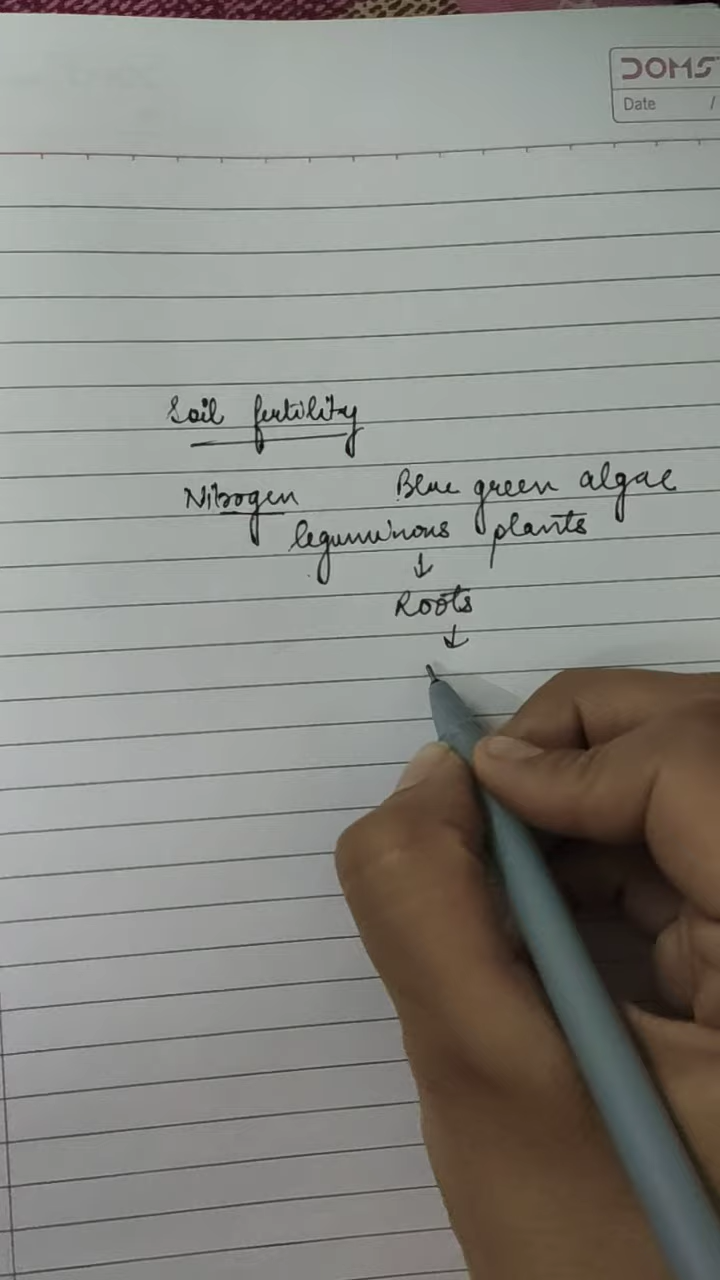 DOMS
Date /
Soil fertility
Nitrogen Blue green algae
leguminous plants
↓
Roots
↓